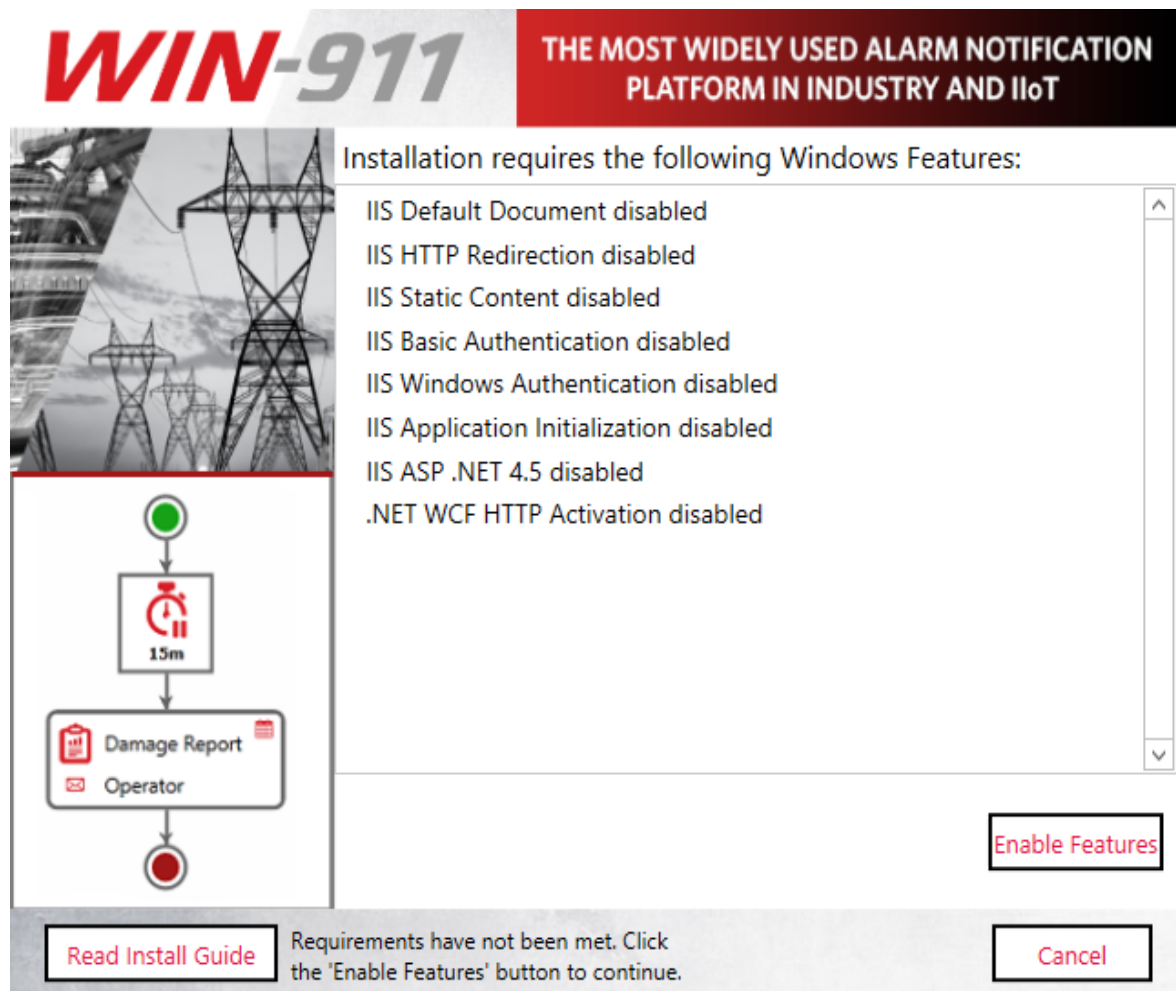 WIN-911
THE MOST WIDELY USED ALARM NOTIFICATION
PLATFORM IN INDUSTRY AND IIoT
Installation requires the following Windows Features:
IIS Default Document disabled
IIS HTTP Redirection disabled
IIS Static Content disabled
IIS Basic Authentication disabled
IIS Windows Authentication disabled
IIS Application Initialization disabled
IIS ASP .NET 4.5 disabled
.NET WCF HTTP Activation disabled
15m
Damage Report
Operator
Enable Features
Read Install Guide
Requirements have not been met. Click
the 'Enable Features' button to continue.
Cancel